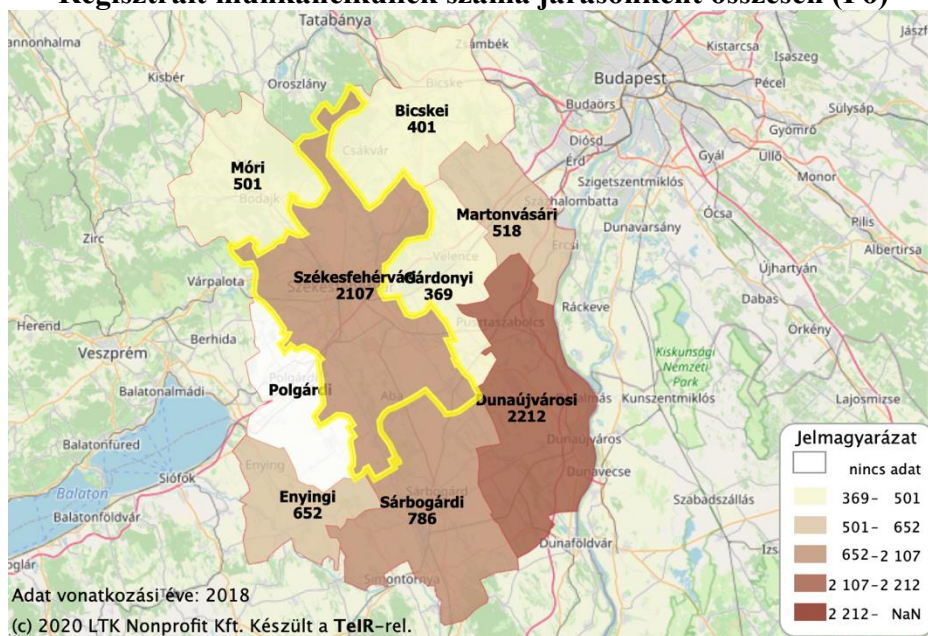 Regisztrált munkanélküliek száma járásonként összesen (Fő)
Tatabánya
Pannonhalma
Zsámbék
Kistarcsa
Isaszeg
Kisbér
Oroszlány
Bicske
Budapest
Pécel
Bicskei
401
Budaörs
Sülysáp
Gyömrő
Csákvár
Diósd
Üllő
Érd
Gyál
Móri
501
Monor
Szigetszentmiklós
Bodajk
Százhalombatta
Martonvásári
518
Ócsa
Pilis
Dunavarsány
Zirc
Ercsi
Albertirsa
Velence
Várpalota
Székesfehérvári
2107
Gárdonyi
369
Újhartyán
Ráckeve
Dabas
Herend
Berhida
Pusztaszabolcs
Örkény
Veszprém
Kiskunsági
Nemzeti
Park
Polgárdi
Balatonalmádi
Aba
Dunaújvárosi
2212
Kunszentmiklós
Lajosmizse
Dunaújváros
Balatonfüred
Siófok
Enying
Dunavecse
Balaton
Enyingi
652
Sárbogárd
Sárbogárdi
786
Szabadszállás
Balatonföldvár
Dunaföldvár
Izs
Simontornya
Jelmagyarázat
nincs adat
369– 501
501– 652
652–2 107
2 107–2 212
2 212– NaN
Adat vonatkozási éve: 2018
(c) 2020 LTK Nonprofit Kft. Készült a TeIR–rel.